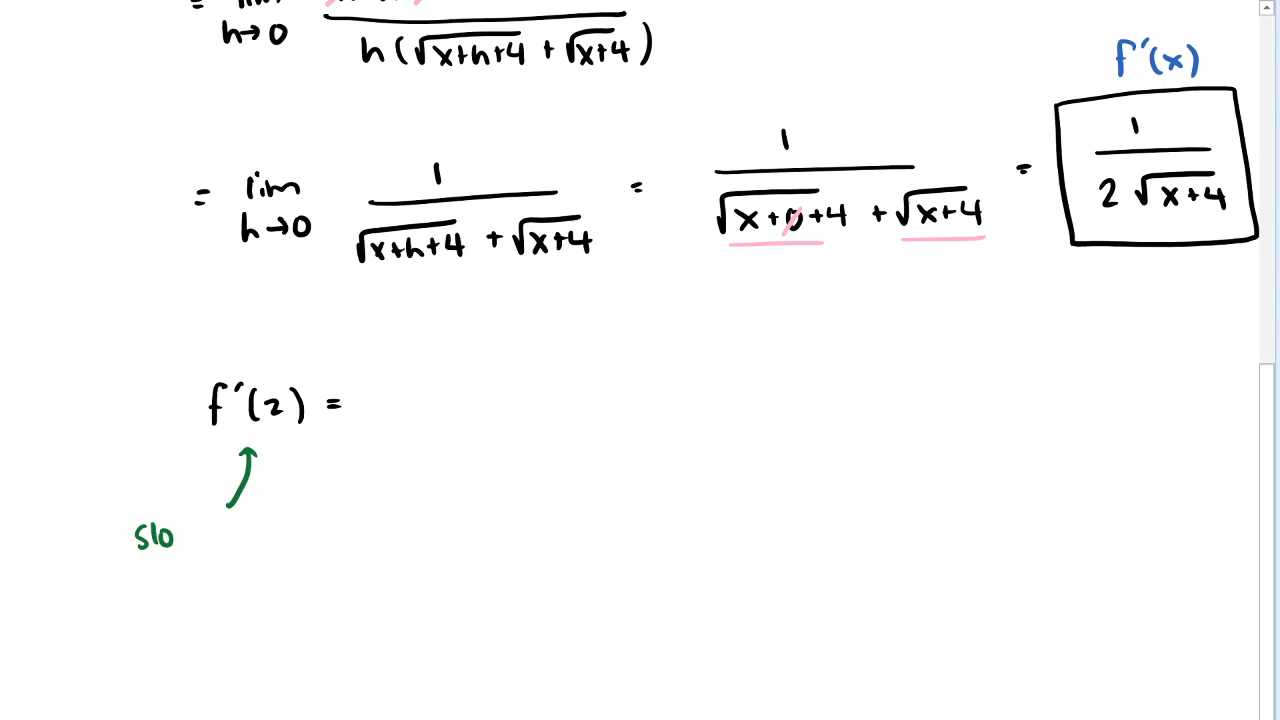 = lim
h→0
h(√x+h+4 + √x+4)
f'(x)
= lim h→0 1 / (√x+h+4 + √x+4) = 1 / (√x+0+4 + √x+4) = 1 / (2 √x+4)
f'(2) =
slo